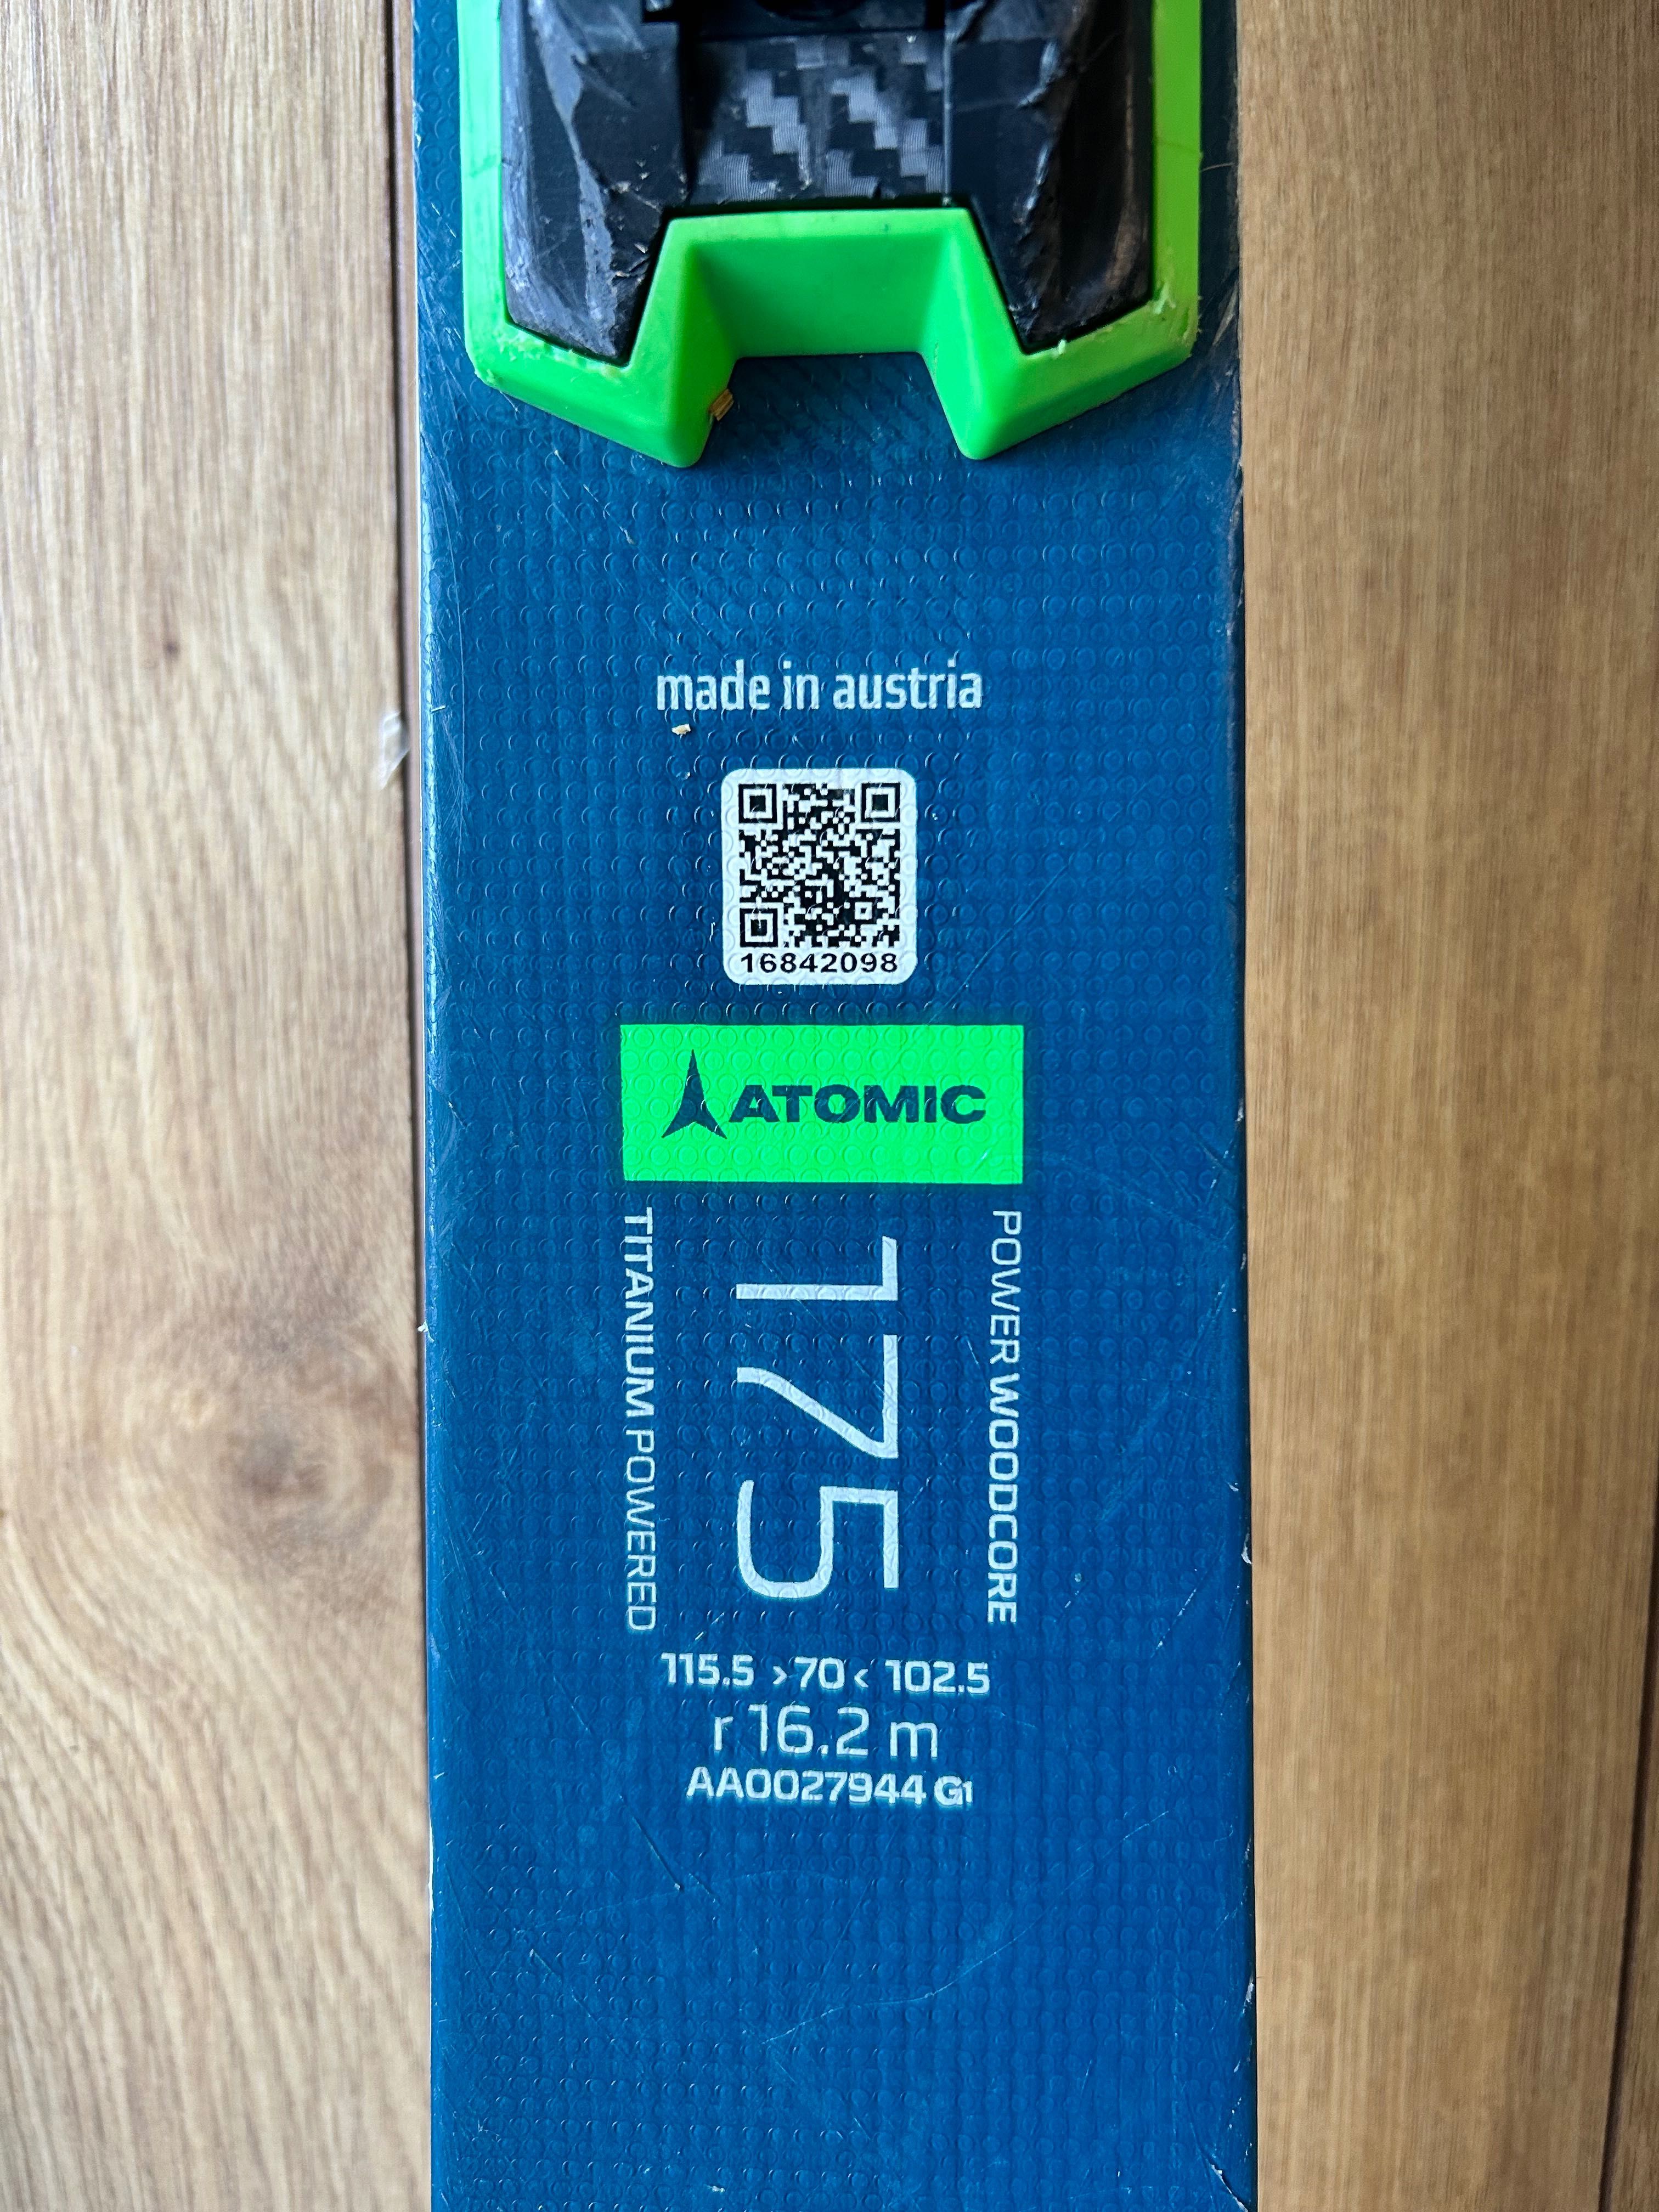 made in austria
16842098
ATOMIC
POWER WOODCORE
175
TITANIUM POWERED
115.5 >70< 102.5
r 16.2 m
AA0027944 G1